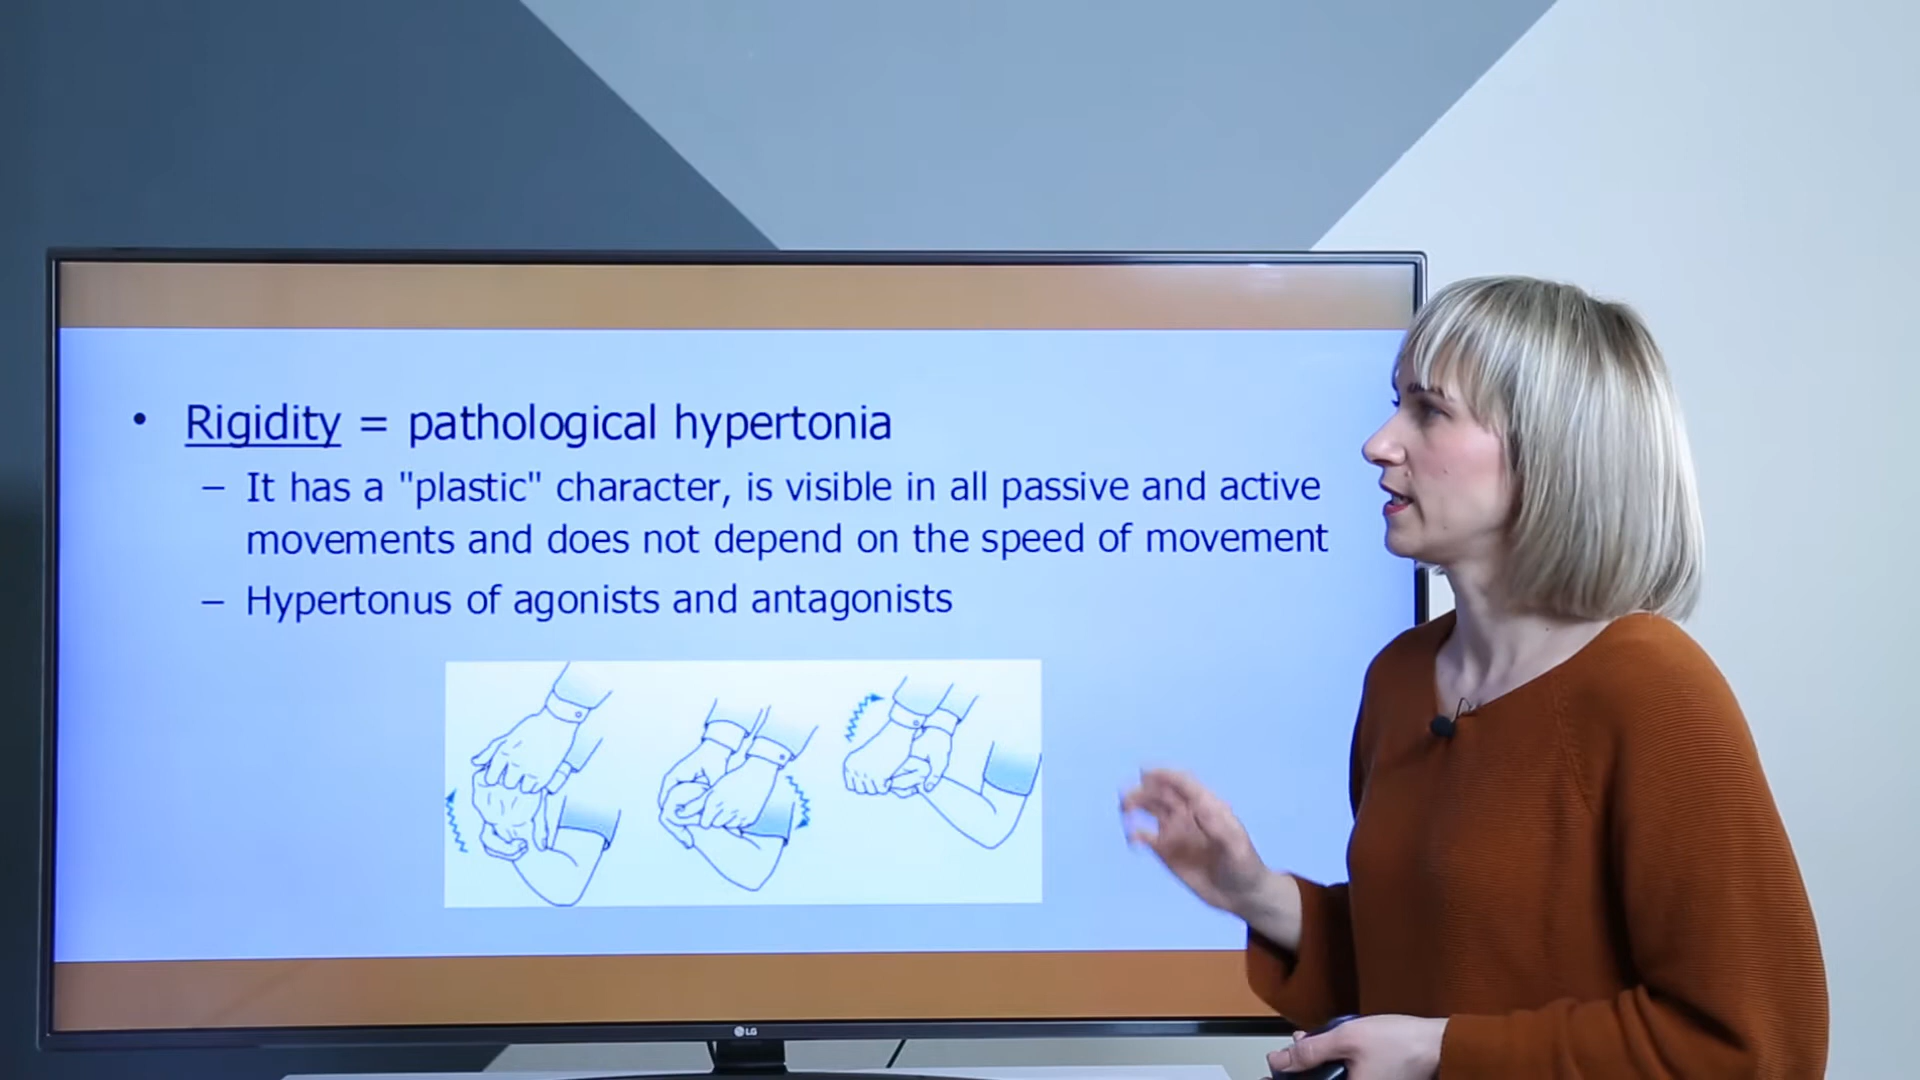 • Rigidity = pathological hypertonia
– It has a "plastic" character, is visible in all passive and active
movements and does not depend on the speed of movement
– Hypertonus of agonists and antagonists
LG